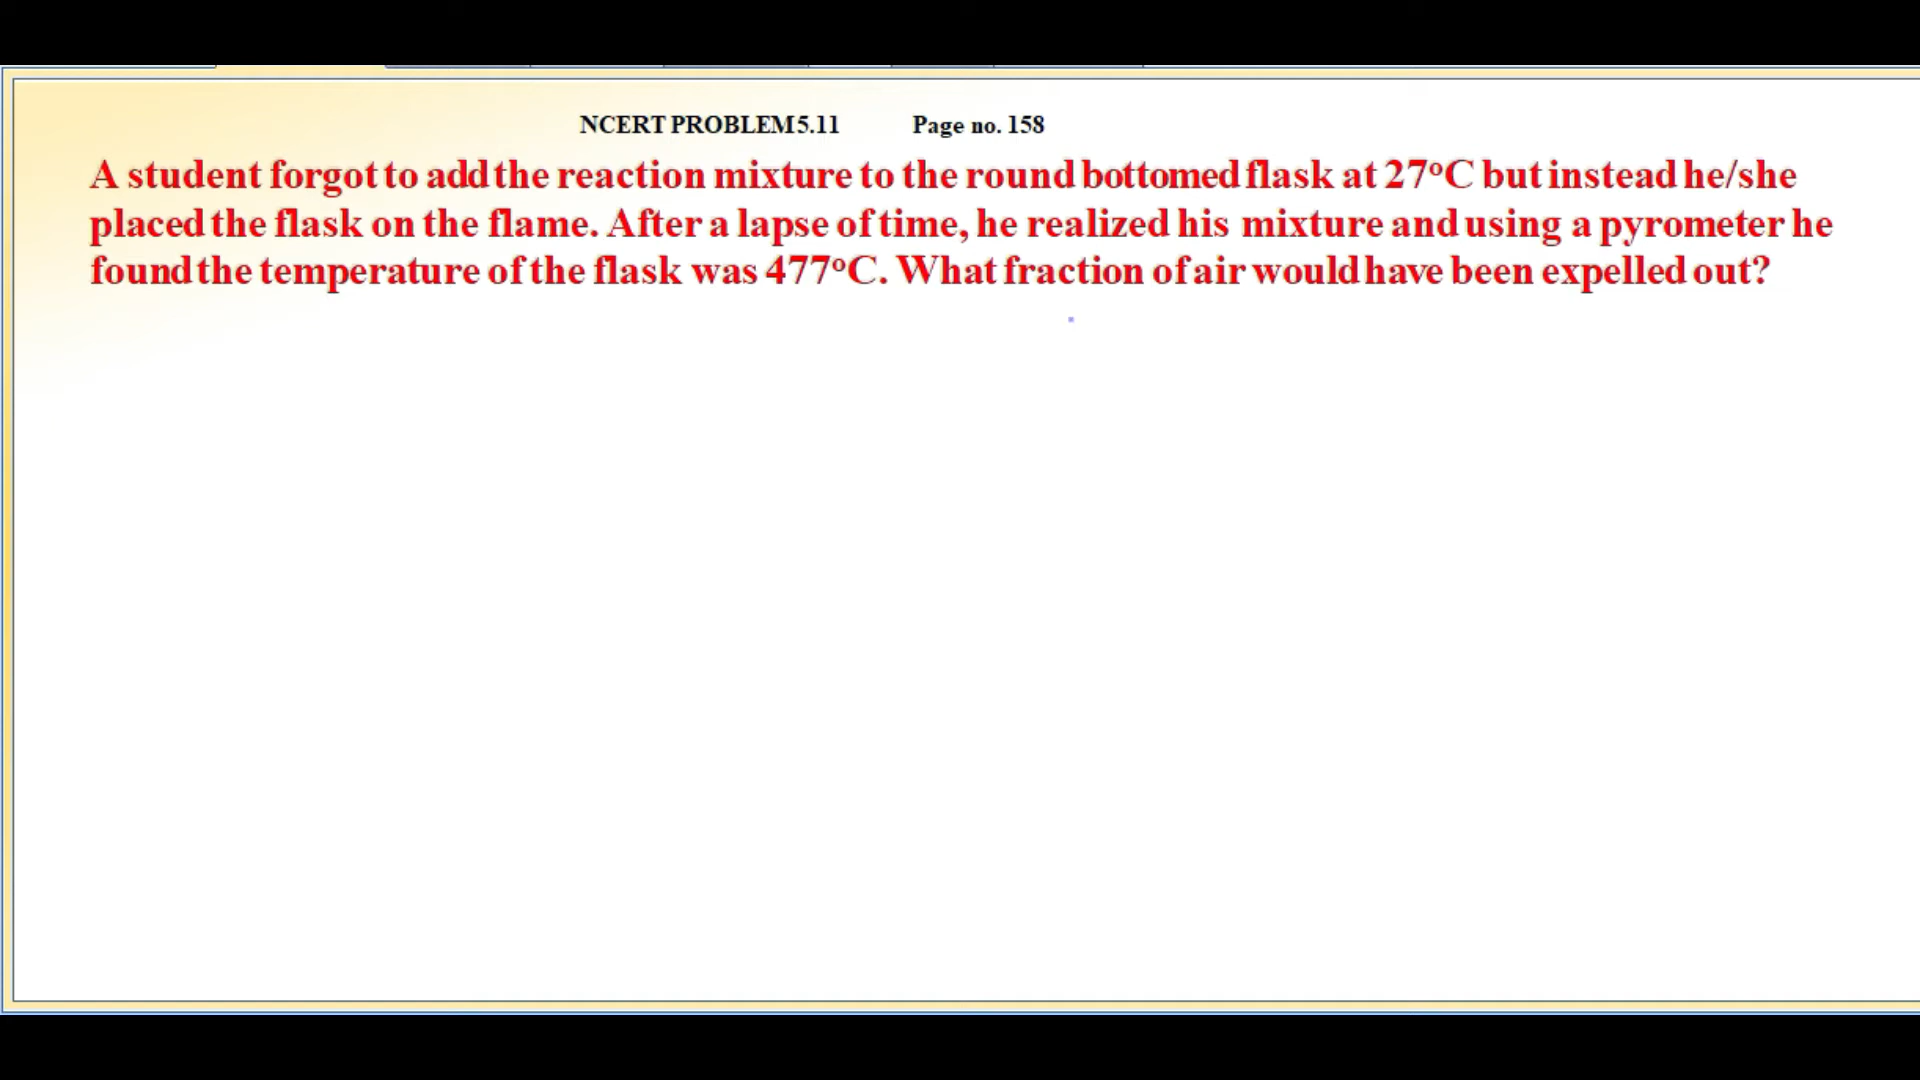 NCERT PROBLEM 5.11 Page no. 158
A student forgot to add the reaction mixture to the round bottomed flask at 27°C but instead he/she
placed the flask on the flame. After a lapse of time, he realized his mixture and using a pyrometer he
found the temperature of the flask was 477°C. What fraction of air would have been expelled out?